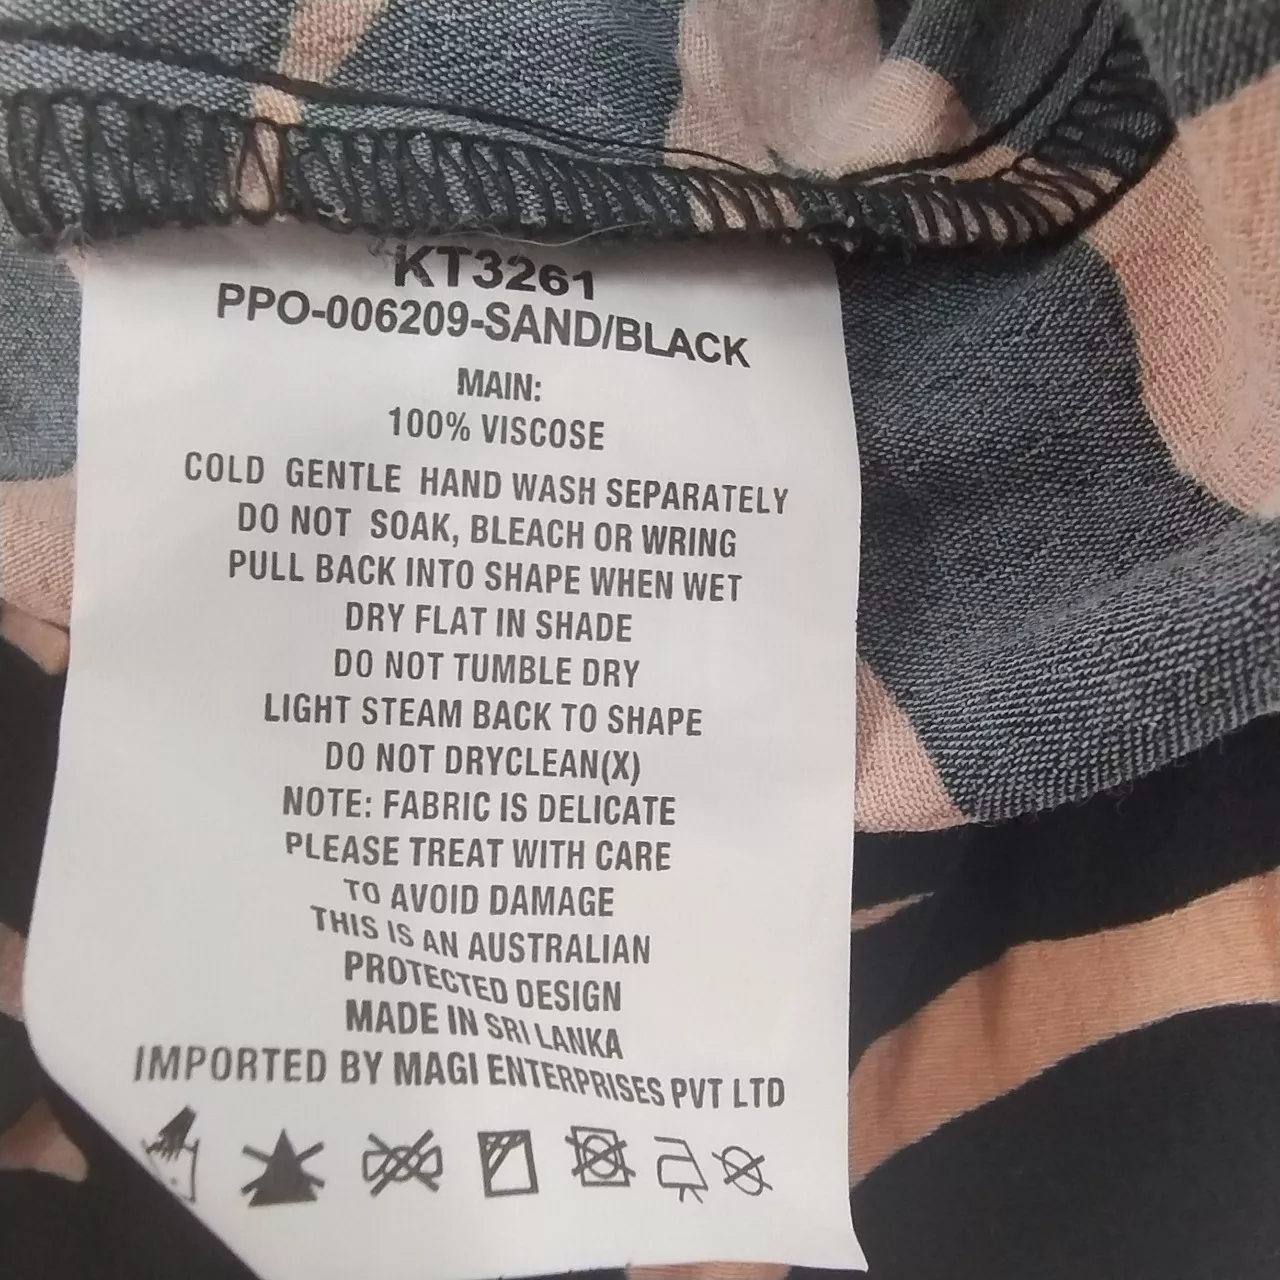 KT3261
PPO-006209-SAND/BLACK
MAIN:
100% VISCOSE
COLD GENTLE HAND WASH SEPARATELY
DO NOT SOAK, BLEACH OR WRING
PULL BACK INTO SHAPE WHEN WET
DRY FLAT IN SHADE
DO NOT TUMBLE DRY
LIGHT STEAM BACK TO SHAPE
DO NOT DRYCLEAN(X)
NOTE: FABRIC IS DELICATE
PLEASE TREAT WITH CARE
TO AVOID DAMAGE
THIS IS AN AUSTRALIAN
PROTECTED DESIGN
MADE IN SRI LANKA
IMPORTED BY MAGI ENTERPRISES PVT LTD